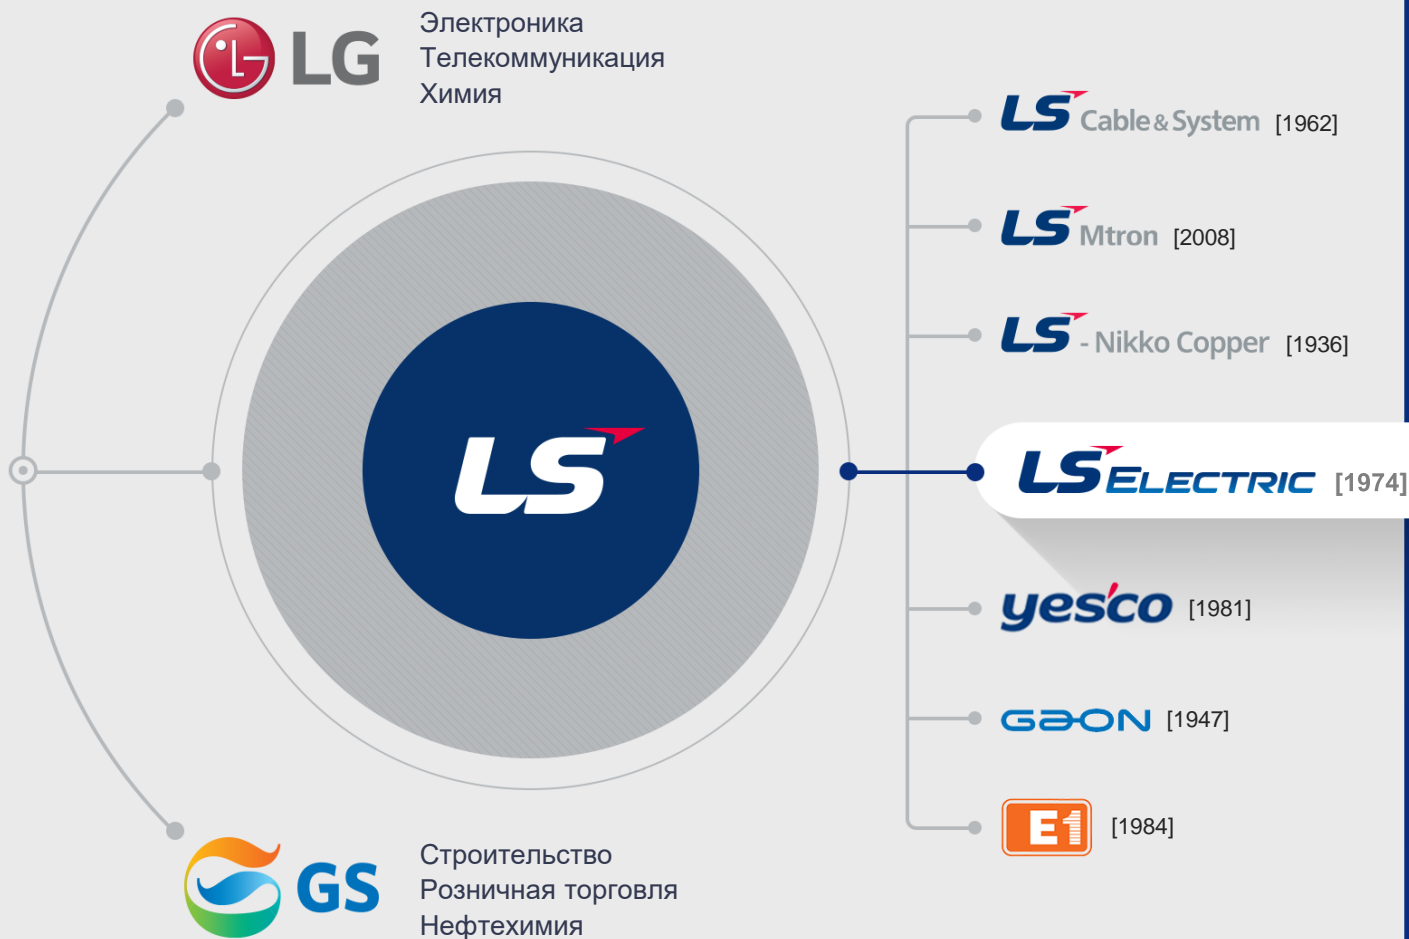 LG
Электроника
Телекоммуникация
Химия
LS
GS
Строительство
Розничная торговля
Нефтехимия
LS Cable & System [1962]
LS Mtron [2008]
LS - Nikko Copper [1936]
LS ELECTRIC [1974]
yesco [1981]
GAON [1947]
E1 [1984]